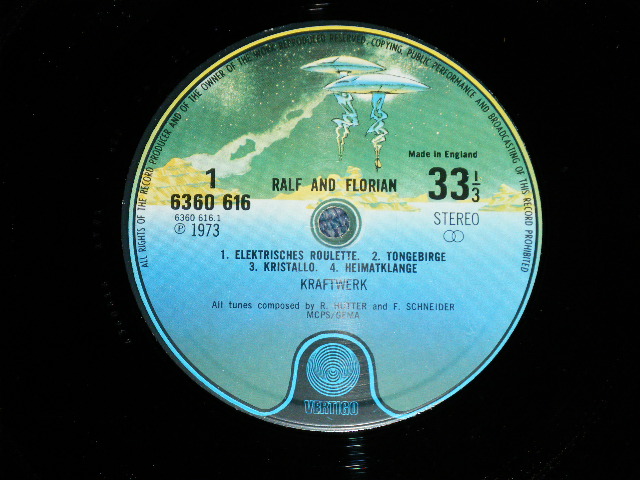 ALL RIGHTS OF THE RECORD PRODUCER AND OF THE OWNER OF THE WORK REPRODUCED RESERVED. COPYING, PUBLIC PERFORMANCE AND BROADCASTING OF THIS RECORD PROHIBITED
Made in England
1
6360 616
RALF AND FLORIAN
33 1/3
6360 616.1
Ⓟ 1973
STEREO
1. ELEKTRISCHES ROULETTE. 2. TONGEBIRGE
3. KRISTALLO. 4. HEIMATKLANGE
KRAFTWERK
All tunes composed by R. HUTTER and F. SCHNEIDER
MCPS/GEMA
VERTIGO